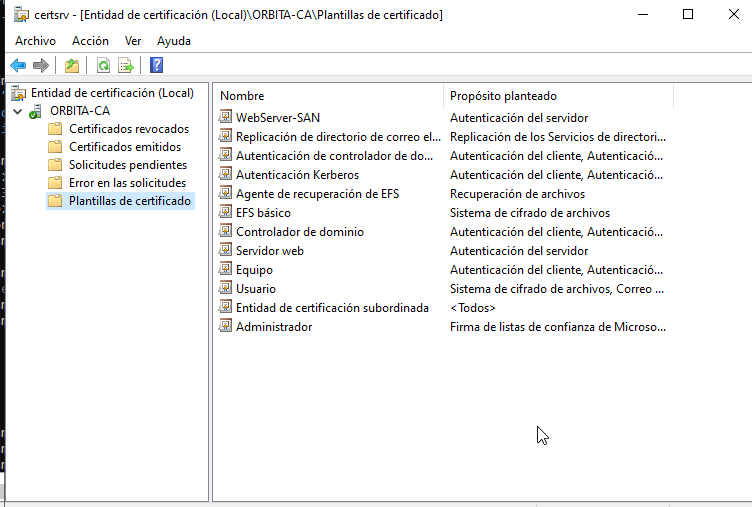 certsrv - [Entidad de certificación (Local)\ORBITA-CA\Plantillas de certificado]
Archivo Acción Ver Ayuda
Entidad de certificación (Local)
ORBITA-CA
Certificados revocados
Certificados emitidos
Solicitudes pendientes
Error en las solicitudes
Plantillas de certificado
Nombre Propósito planteado
WebServer-SAN Autenticación del servidor
Replicación de directorio de correo el... Replicación de los Servicios de directori...
Autenticación de controlador de do... Autenticación del cliente, Autenticació...
Autenticación Kerberos Autenticación del cliente, Autenticació...
Agente de recuperación de EFS Recuperación de archivos
EFS básico Sistema de cifrado de archivos
Controlador de dominio Autenticación del cliente, Autenticació...
Servidor web Autenticación del servidor
Equipo Autenticación del cliente, Autenticació...
Usuario Sistema de cifrado de archivos, Correo ...
Entidad de certificación subordinada <Todos>
Administrador Firma de listas de confianza de Microso...